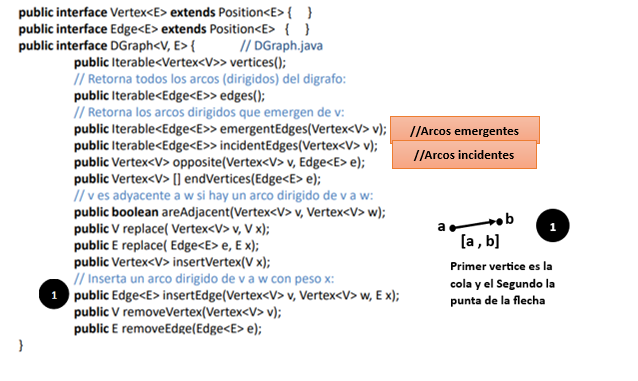 public interface Vertex<E> extends Position<E> { }
public interface Edge<E> extends Position<E> { }
public interface DGraph<V, E> { // DGraph.java
public Iterable<Vertex<V>> vertices();
// Retorna todos los arcos (dirigidos) del digrafo:
public Iterable<Edge<E>> edges();
// Retorna los arcos dirigidos que emergen de v:
public Iterable<Edge<E>> emergentEdges(Vertex<V> v); //Arcos emergentes
public Iterable<Edge<E>> incidentEdges(Vertex<V> v); //Arcos incidentes
public Vertex<V> opposite(Vertex<V> v, Edge<E> e);
public Vertex<V> [] endVertices(Edge<E> e);
// v es adyacente a w si hay un arco dirigido de v a w:
public boolean areAdjacent(Vertex<V> v, Vertex<V> w);
public V replace( Vertex<V> v, V x);
public E replace( Edge<E> e, E x);
public Vertex<V> insertVertex(V x);
// Inserta un arco dirigido de v a w con peso x:
1 public Edge<E> insertEdge(Vertex<V> v, Vertex<V> w, E x);
public V removeVertex(Vertex<V> v);
public E removeEdge(Edge<E> e);
}
a b 1
[a , b]
Primer vertice es la
cola y el Segundo la
punta de la flecha